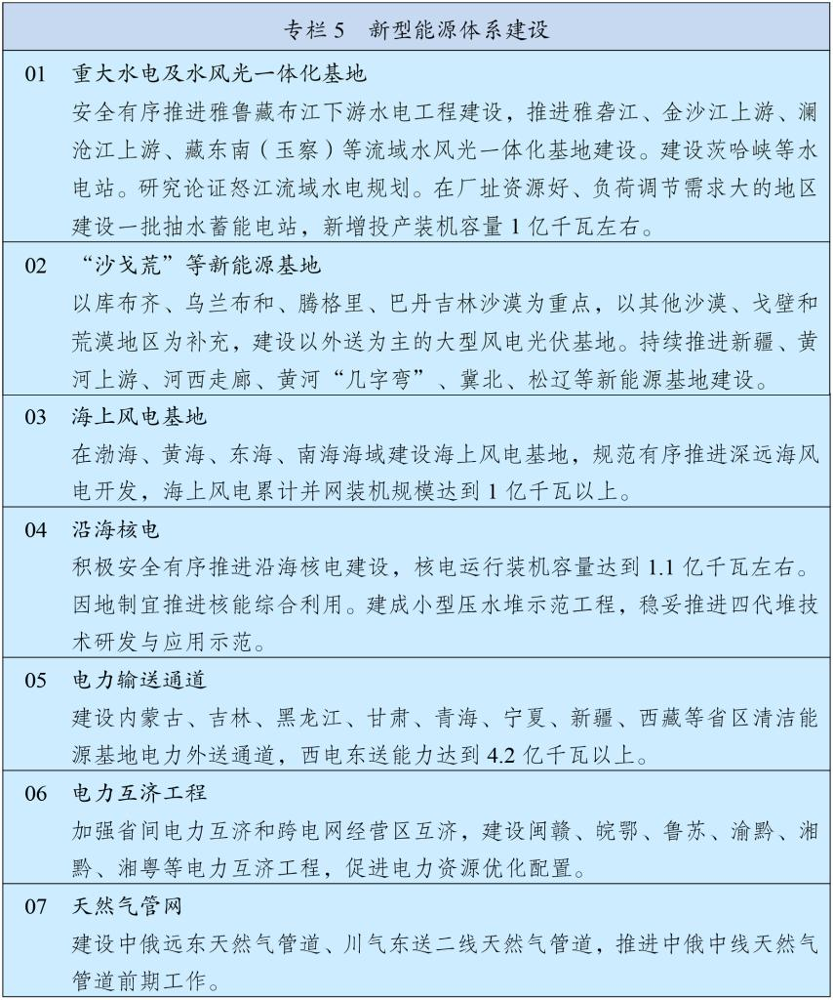 专栏 5 新型能源体系建设
01 重大水电及水风光一体化基地
安全有序推进雅鲁藏布江下游水电工程建设，推进雅砻江、金沙江上游、澜
沧江上游、藏东南（玉察）等流域水风光一体化基地建设。建设茨哈峡等水
电站。研究论证怒江流域水电规划。在厂址资源好、负荷调节需求大的地区
建设一批抽水蓄能电站，新增投产装机容量 1 亿千瓦左右。
02 “沙戈荒”等新能源基地
以库布齐、乌兰布和、腾格里、巴丹吉林沙漠为重点，以其他沙漠、戈壁和
荒漠地区为补充，建设以外送为主的大型风电光伏基地。持续推进新疆、黄
河上游、河西走廊、黄河“几字弯”、冀北、松辽等新能源基地建设。
03 海上风电基地
在渤海、黄海、东海、南海海域建设海上风电基地，规范有序推进深远海风
电开发，海上风电累计并网装机规模达到 1 亿千瓦以上。
04 沿海核电
积极安全有序推进沿海核电建设，核电运行装机容量达到 1.1 亿千瓦左右。
因地制宜推进核能综合利用。建成小型压水堆示范工程，稳妥推进四代堆技
术研发与应用示范。
05 电力输送通道
建设内蒙古、吉林、黑龙江、甘肃、青海、宁夏、新疆、西藏等省区清洁能
源基地电力外送通道，西电东送能力达到 4.2 亿千瓦以上。
06 电力互济工程
加强省间电力互济和跨电网经营区互济，建设闽赣、皖鄂、鲁苏、渝黔、湘
黔、湘粤等电力互济工程，促进电力资源优化配置。
07 天然气管网
建设中俄远东天然气管道、川气东送二线天然气管道，推进中俄中线天然气
管道前期工作。